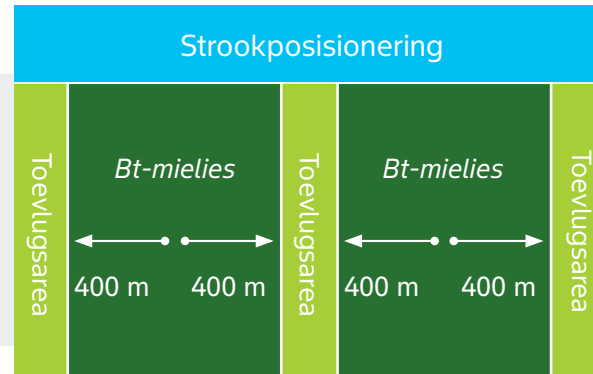 Strookposisionering
Toevlugsarea
Bt-mielies
400 m
400 m
Toevlugsarea
Bt-mielies
400 m
400 m
Toevlugsarea